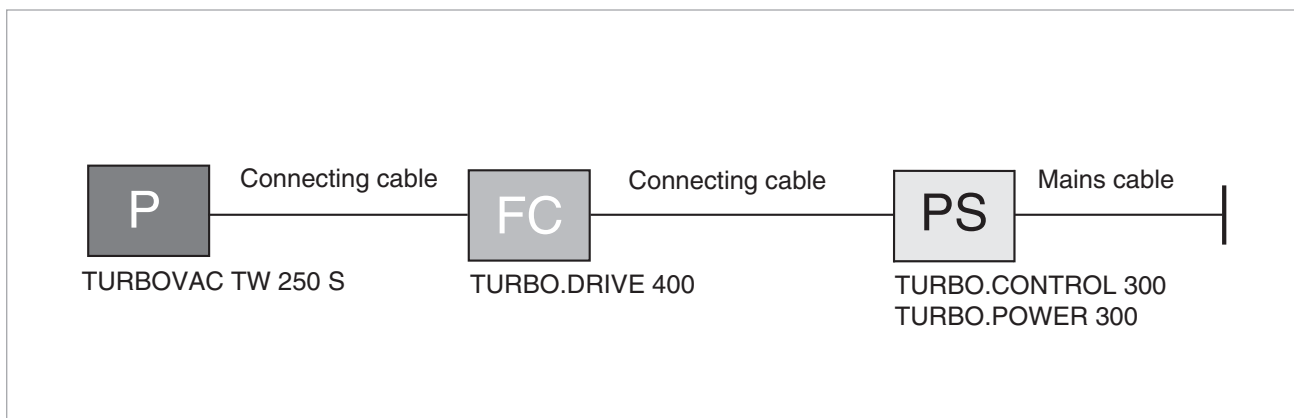 Connecting cable
Connecting cable
Mains cable
P
FC
PS
TURBOVAC TW 250 S
TURBO.DRIVE 400
TURBO.CONTROL 300
TURBO.POWER 300